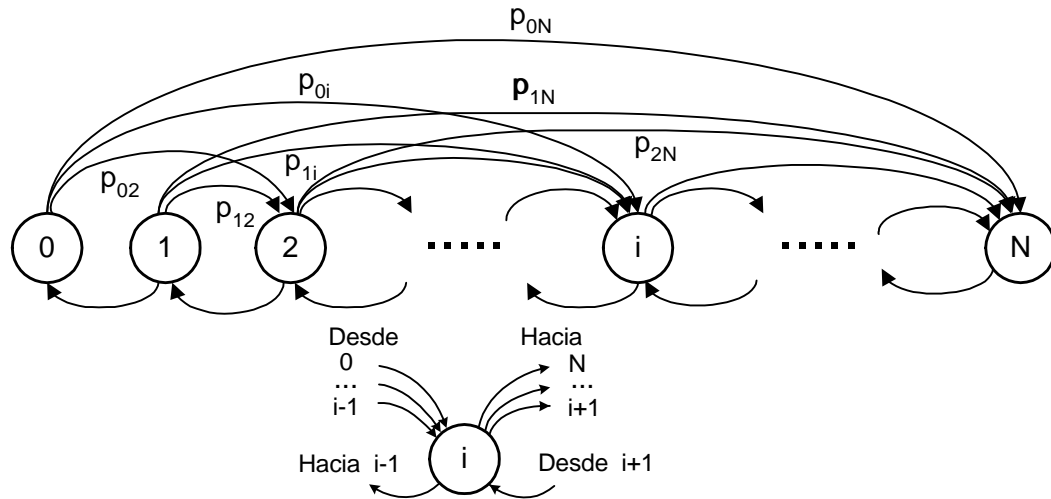 p0N
p0i
p1N
p1i
p2N
p02
p12
0 1 2 ..... i ..... N
Desde Hacia
0 N
... ...
i-1 i+1
i
Hacia i-1 Desde i+1